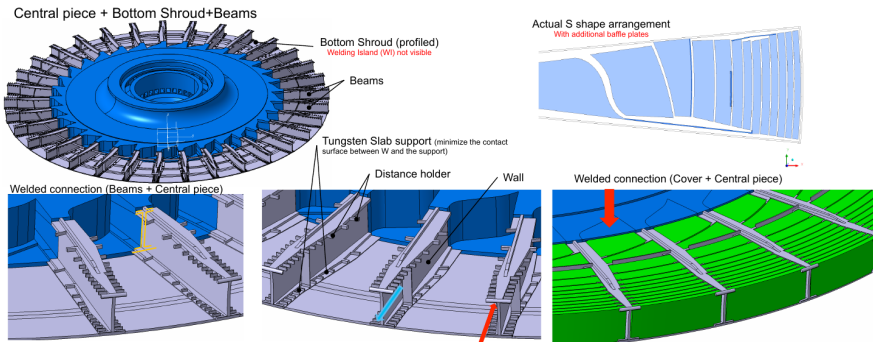 Central piece + Bottom Shroud+Beams
Bottom Shroud (profiled)
Welding Island (WI) not visible
Beams
Actual S shape arrangement
With additional baffle plates
Tungsten Slab support (minimize the contact
surface between W and the support)
Distance holder
Wall
Welded connection (Beams + Central piece)
Welded connection (Cover + Central piece)